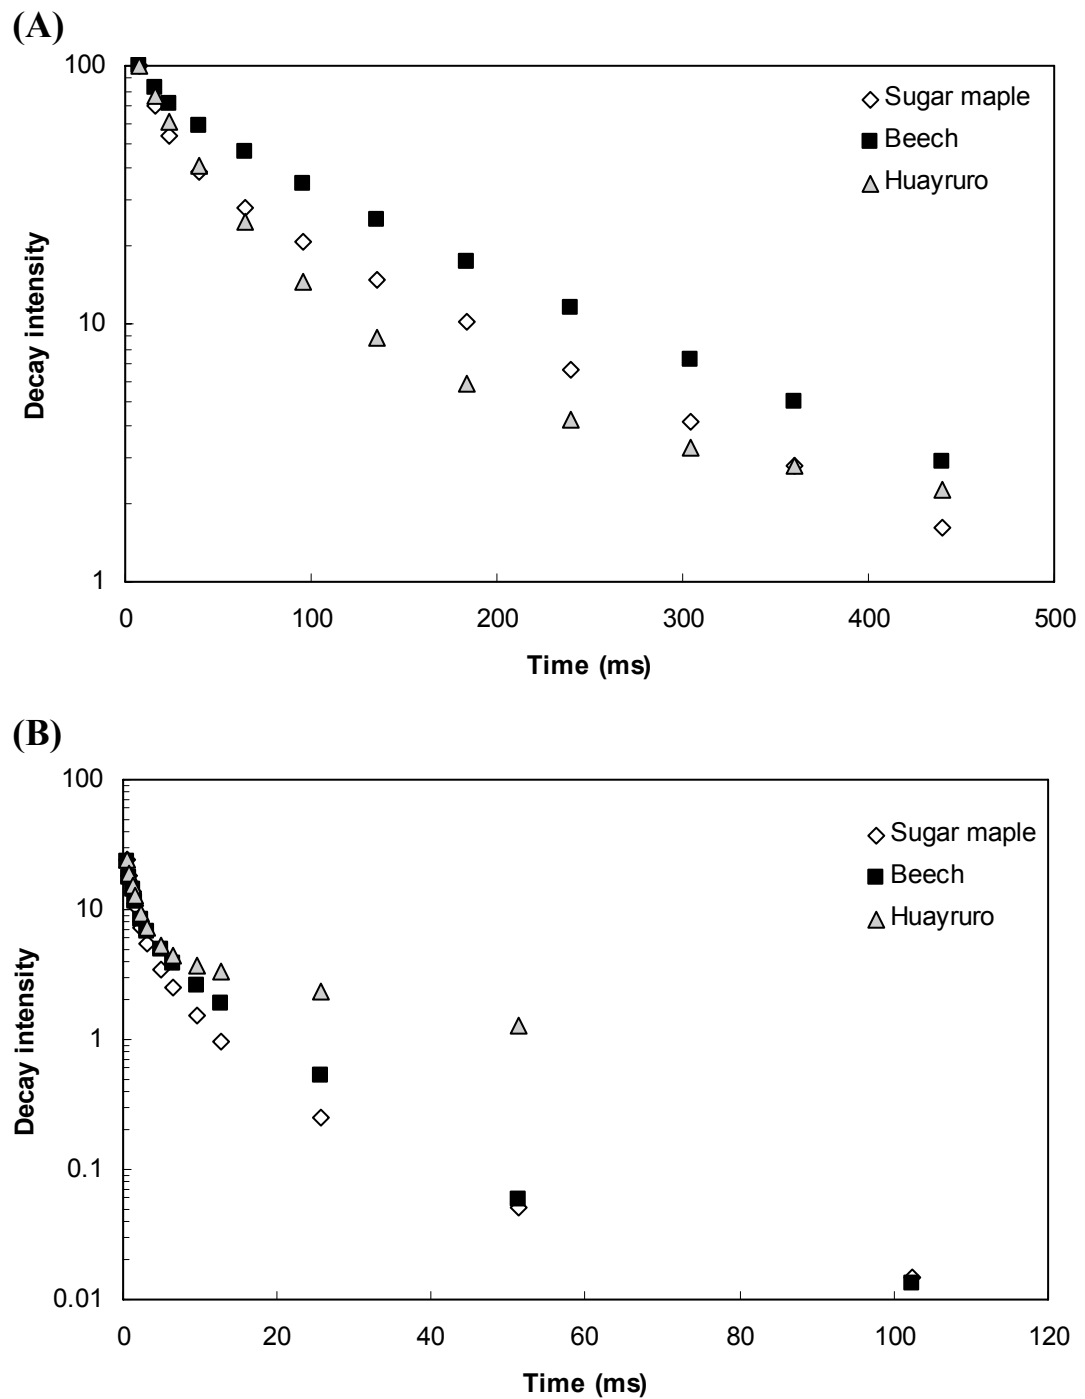 (A)
100
10
1
Decay intensity
Sugar maple
Beech
Huayruro
0 100 200 300 400 500
Time (ms)
(B)
100
10
1
0.1
0.01
Decay intensity
Sugar maple
Beech
Huayruro
0 20 40 60 80 100 120
Time (ms)